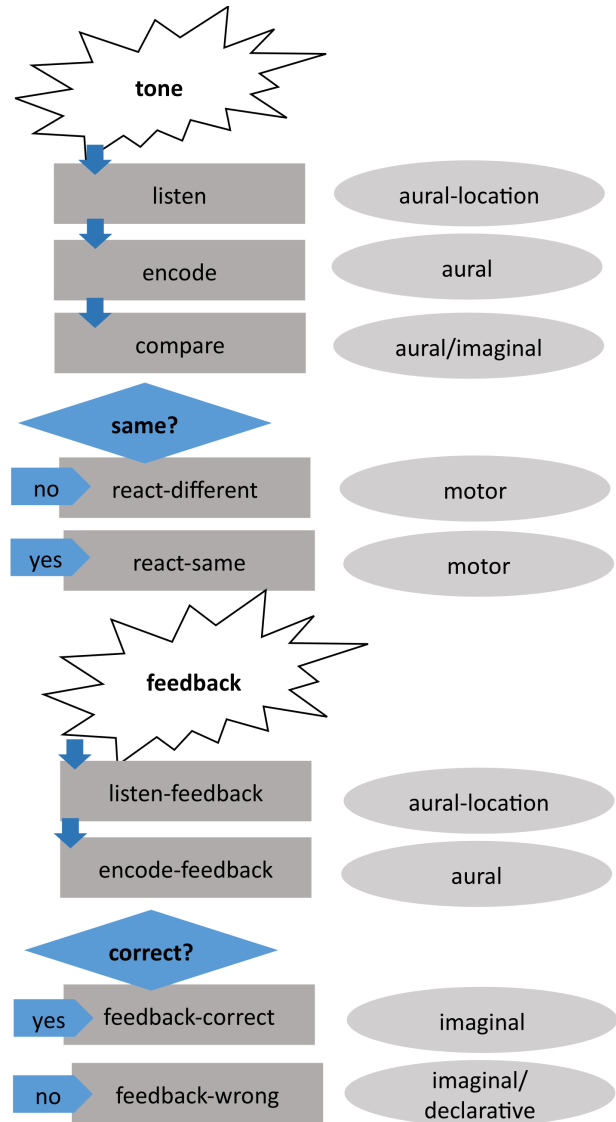 tone
listen
aural-location
encode
aural
compare
aural/imaginal
same?
no
react-different
motor
yes
react-same
motor
feedback
listen-feedback
aural-location
encode-feedback
aural
correct?
yes
feedback-correct
imaginal
no
feedback-wrong
imaginal/
declarative